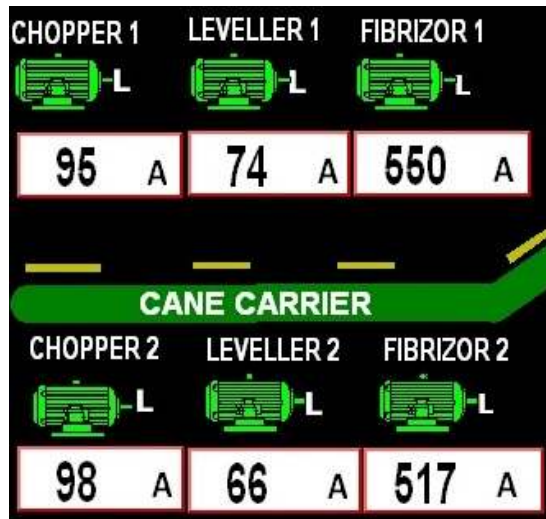 CHOPPER 1 LEVELLER 1 FIBRIZOR 1
L L L
95 A 74 A 550 A
CANE CARRIER
CHOPPER 2 LEVELLER 2 FIBRIZOR 2
L L L
98 A 66 A 517 A